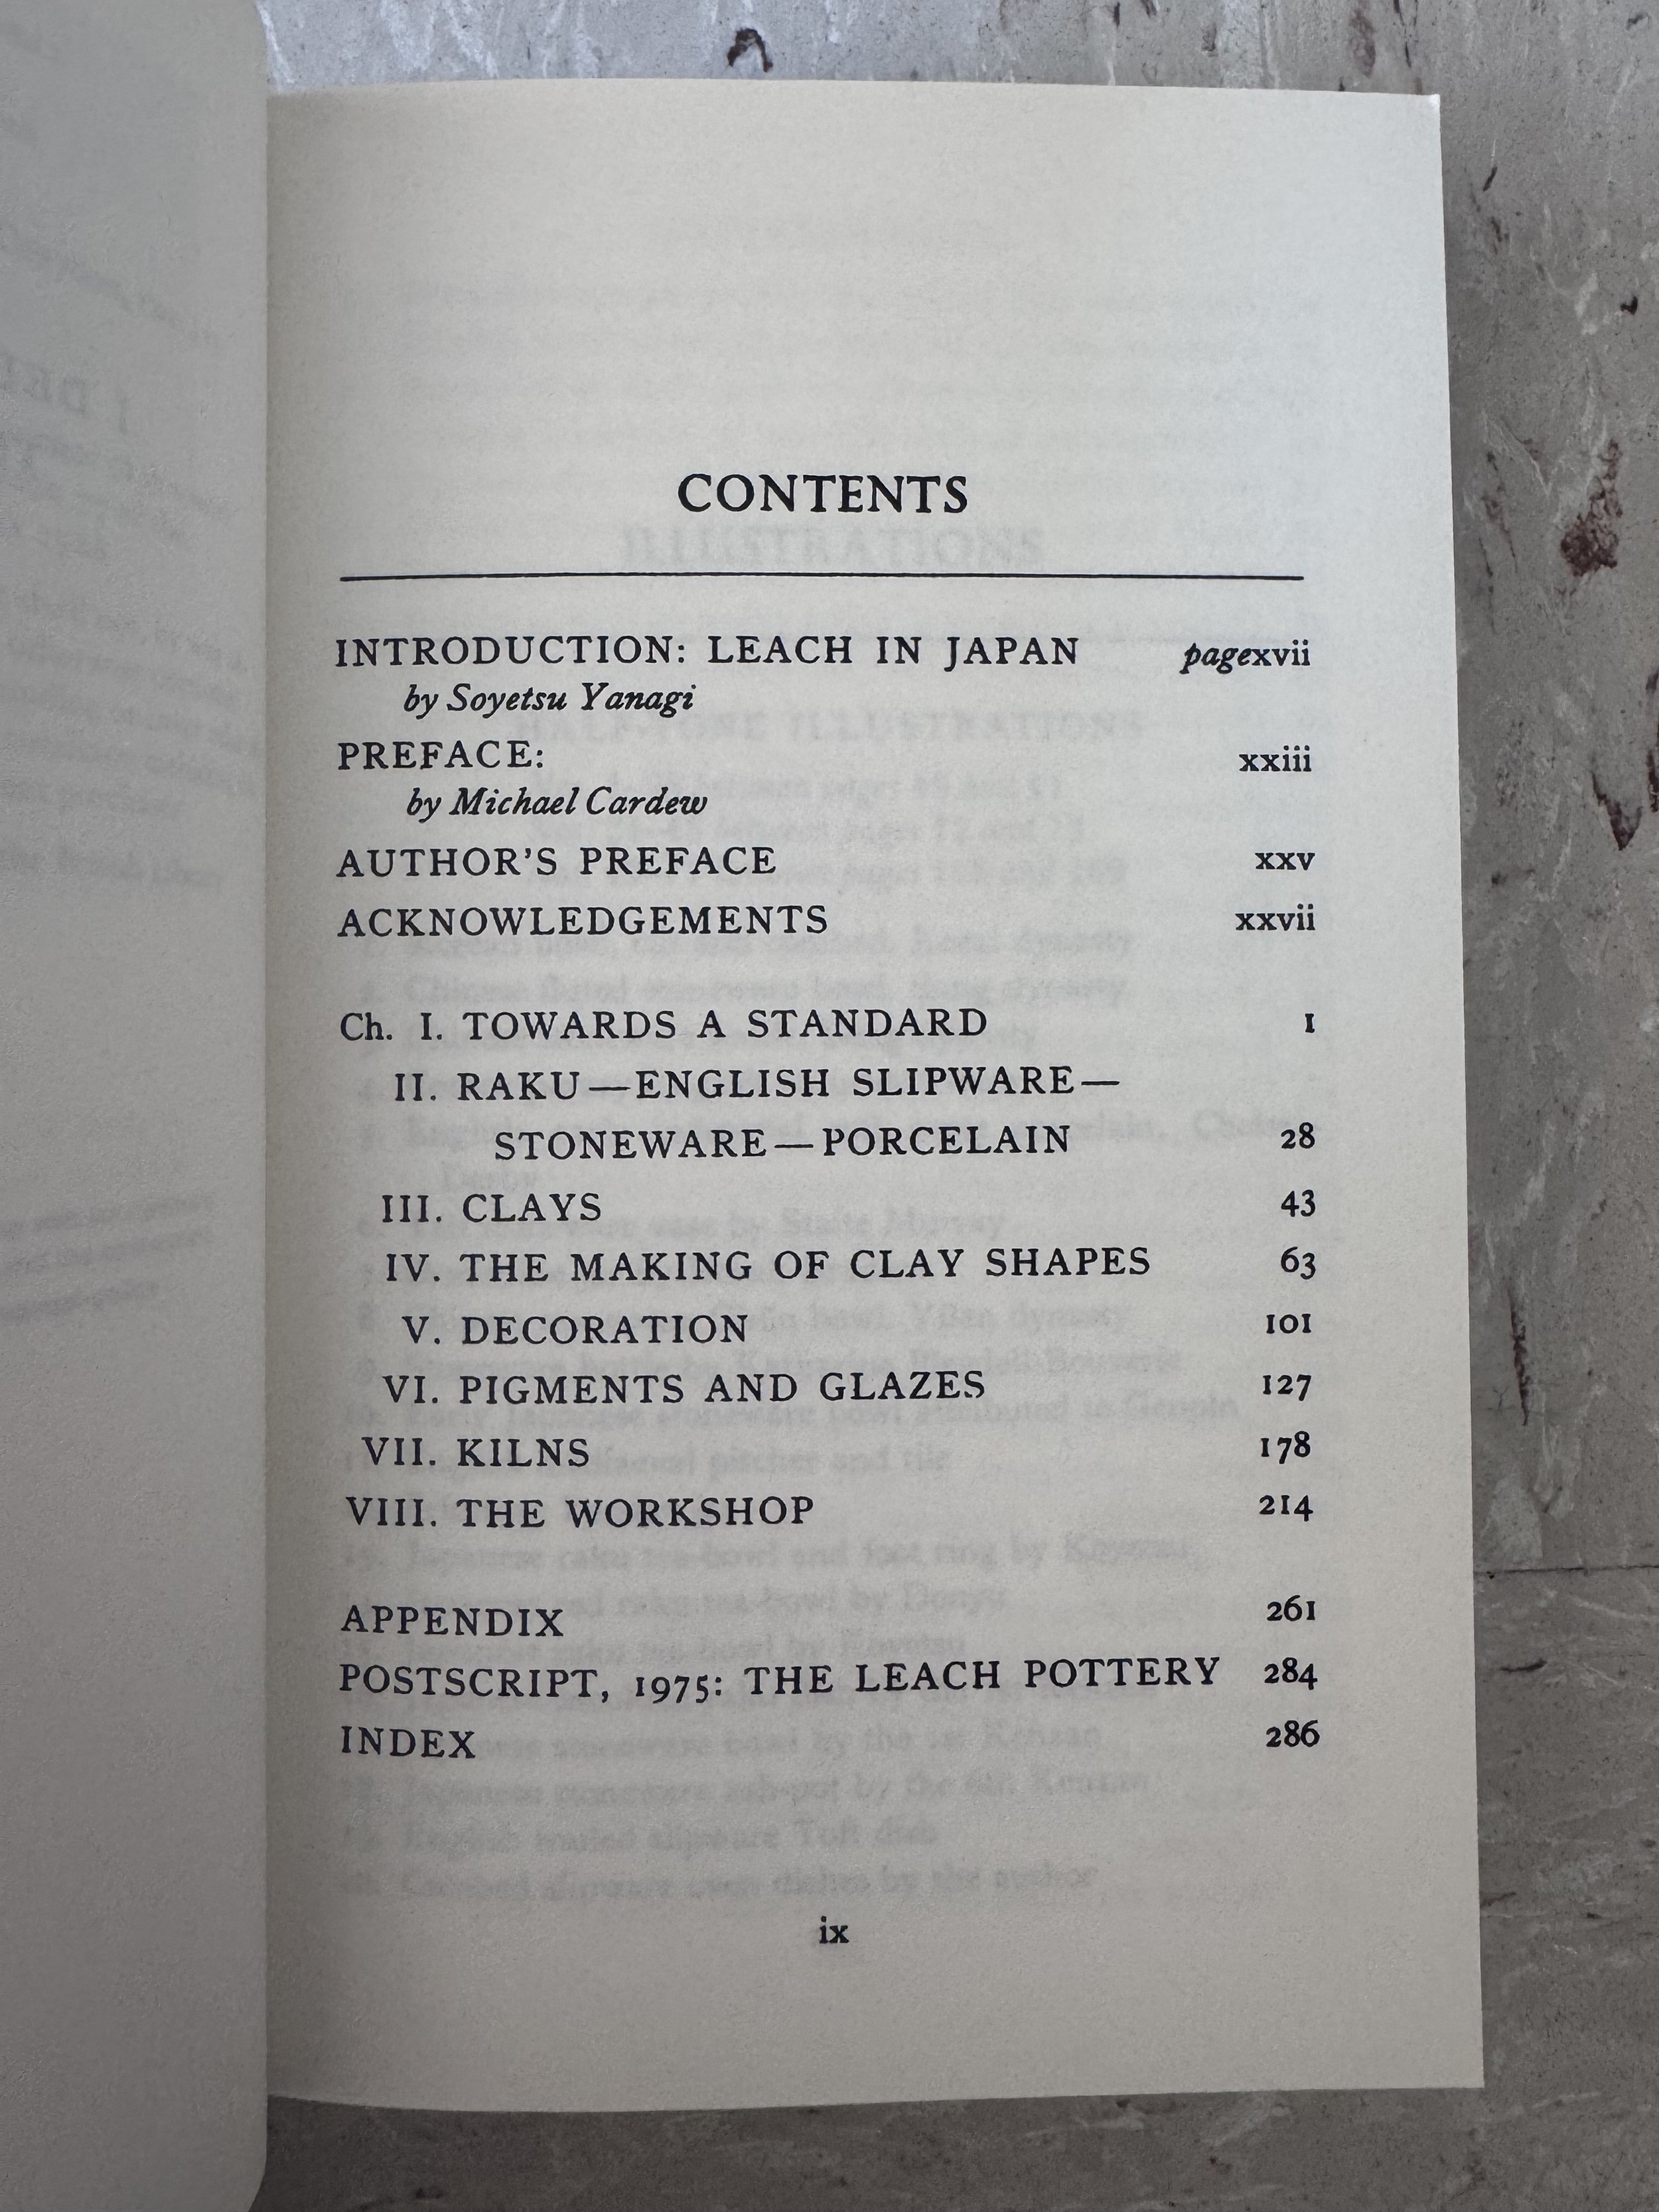 CONTENTS
INTRODUCTION: LEACH IN JAPAN pagexvii
by Soyetsu Yanagi
PREFACE: xxiii
by Michael Cardew
AUTHOR'S PREFACE xxv
ACKNOWLEDGEMENTS xxvii
Ch. I. TOWARDS A STANDARD 1
II. RAKU—ENGLISH SLIPWARE—
STONEWARE—PORCELAIN 28
III. CLAYS 43
IV. THE MAKING OF CLAY SHAPES 63
V. DECORATION 101
VI. PIGMENTS AND GLAZES 127
VII. KILNS 178
VIII. THE WORKSHOP 214
APPENDIX 261
POSTSCRIPT, 1975: THE LEACH POTTERY 284
INDEX 286
ix